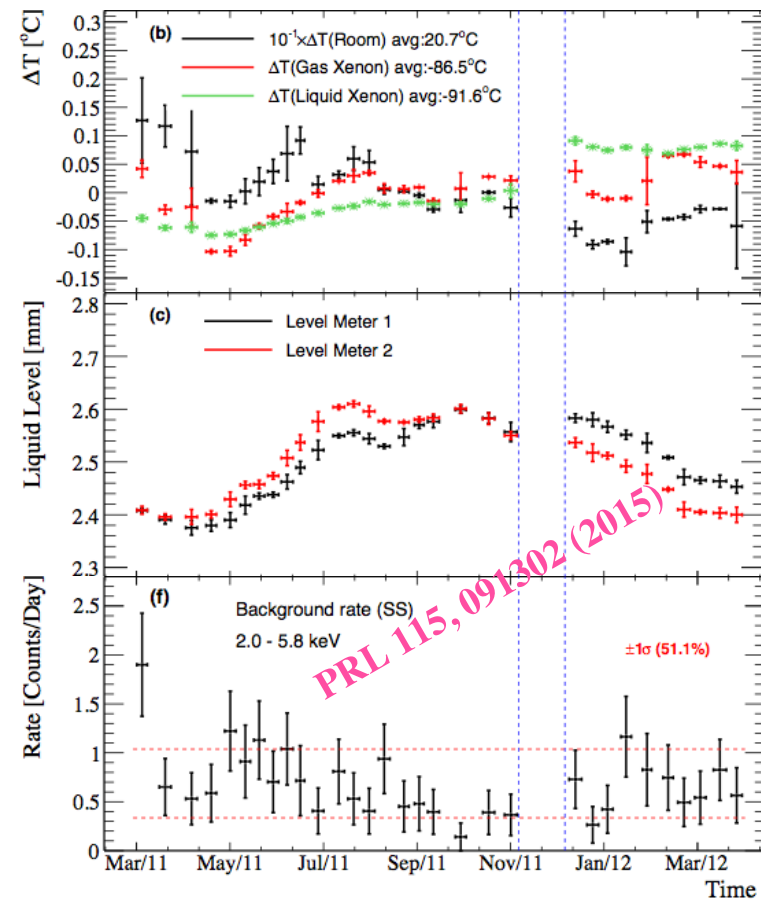 ΔT [°C]
0.3
0.25
0.2
0.15
0.1
0.05
0
-0.05
-0.1
-0.15
(b)
10⁻¹×ΔT(Room) avg:20.7°C
ΔT(Gas Xenon) avg:-86.5°C
ΔT(Liquid Xenon) avg:-91.6°C
Liquid Level [mm]
2.8
2.7
2.6
2.5
2.4
2.3
(c)
Level Meter 1
Level Meter 2
PRL 115, 091302 (2015)
Rate [Counts/Day]
2.5
2
1.5
1
0.5
0
(f)
Background rate (SS)
2.0 - 5.8 keV
±1σ (51.1%)
Mar/11 May/11 Jul/11 Sep/11 Nov/11 Jan/12 Mar/12
Time